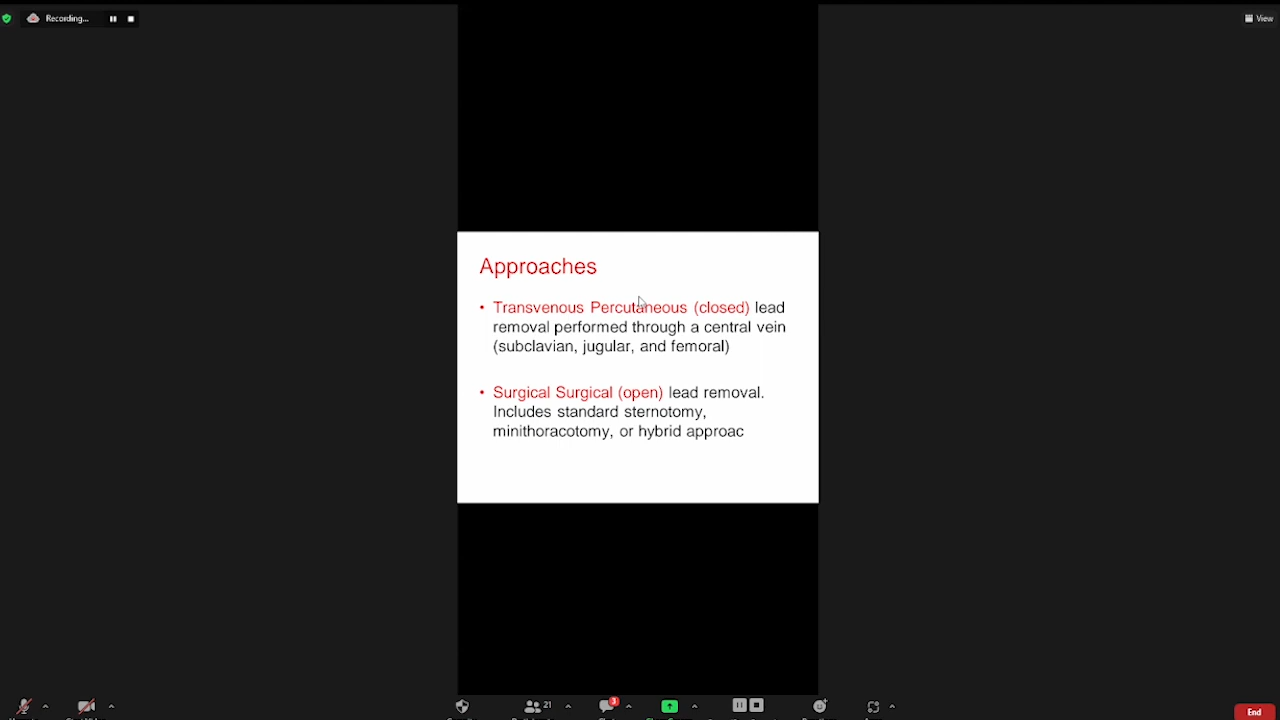 Recording...
View
Approaches
• Transvenous Percutaneous (closed) lead
removal performed through a central vein
(subclavian, jugular, and femoral)
• Surgical Surgical (open) lead removal.
Includes standard sternotomy,
minithoracotomy, or hybrid approac
21
3
End